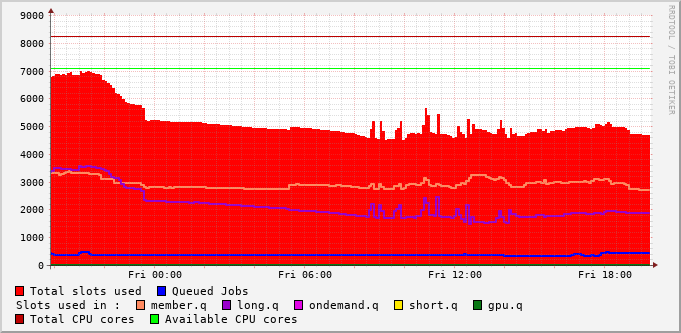 9000
8000
7000
6000
5000
4000
3000
2000
1000
0
Fri 00:00 Fri 06:00 Fri 12:00 Fri 18:00
Total slots used Queued Jobs
Slots used in : member.q long.q ondemand.q short.q gpu.q
Total CPU cores Available CPU cores
RRDTOOL / TOBI OETIKER